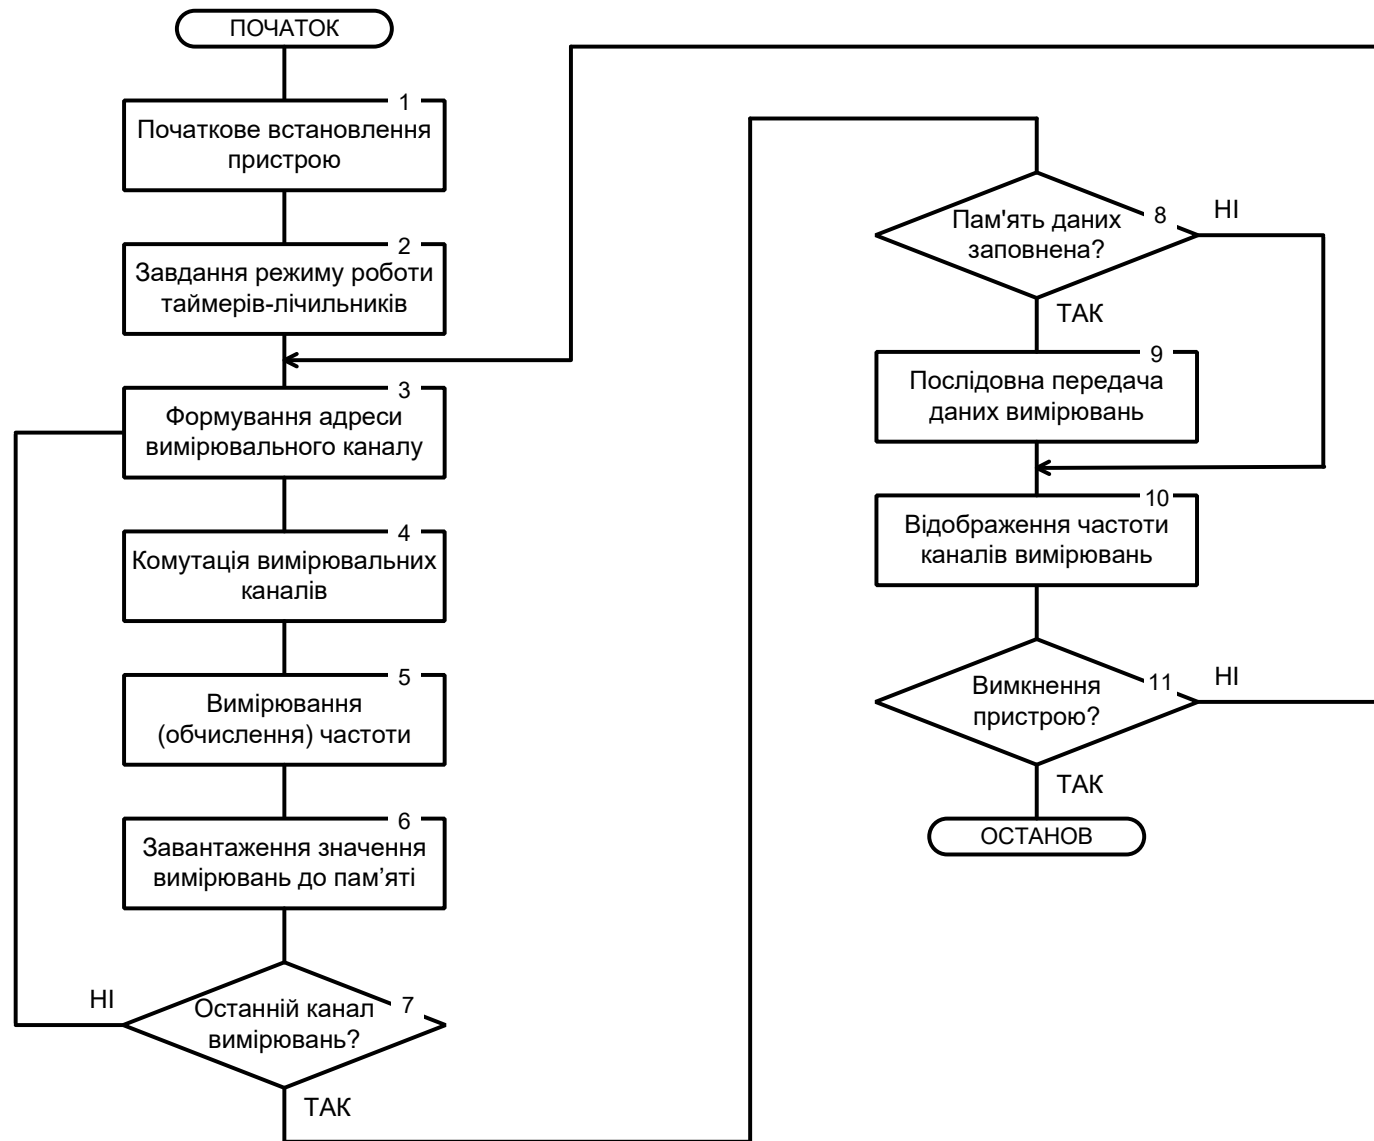 ПОЧАТОК
1
Початкове встановлення
пристрою
2
Завдання режиму роботи
таймерів-лічильників
3
Формування адреси
вимірювального каналу
4
Комутація вимірювальних
каналів
5
Вимірювання
(обчислення) частоти
6
Завантаження значення
вимірювань до пам’яті
7
Останній канал
вимірювань?
НІ
ТАК
8
Пам'ять даних
заповнена?
НІ
ТАК
9
Послідовна передача
даних вимірювань
10
Відображення частоти
каналів вимірювань
11
Вимкнення
пристрою?
НІ
ТАК
ОСТАНОВ